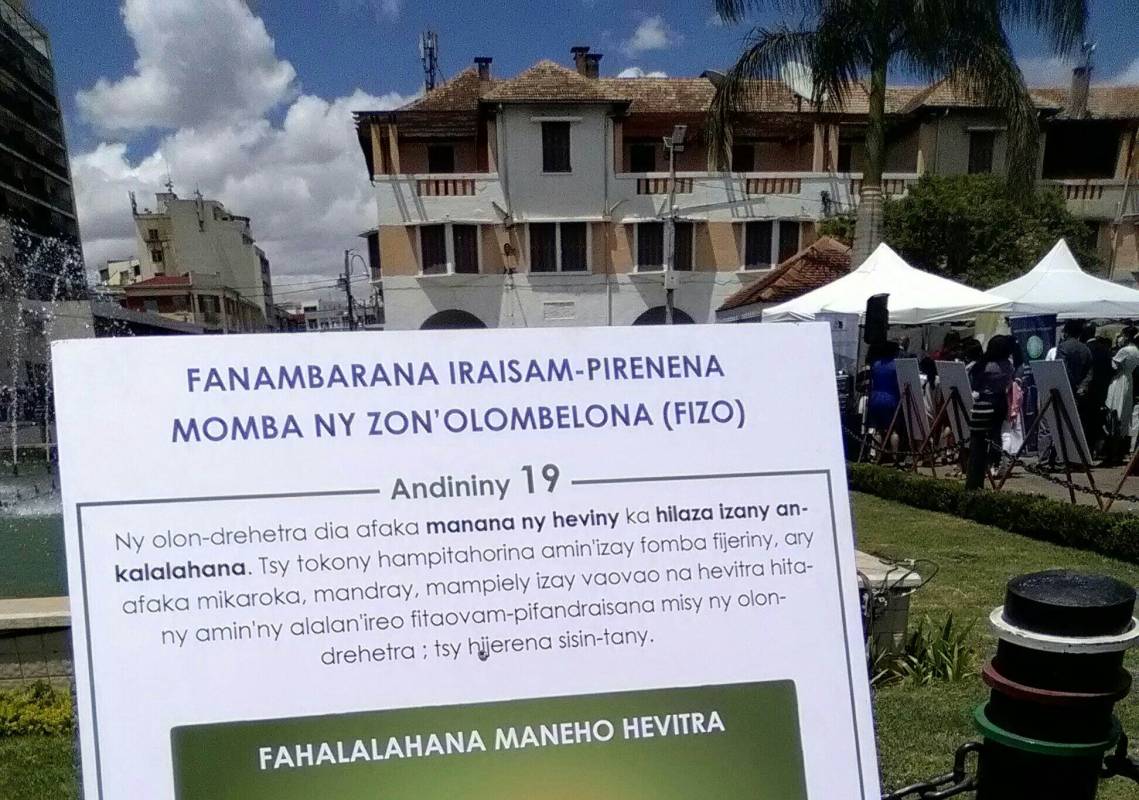 FANAMBARANA IRAISAM-PIRENENA
MOMBA NY ZON'OLOMBELONA (FIZO)
Andininy 19
Ny olon-drehetra dia afaka manana ny heviny ka hilaza izany an-
kalalahana. Tsy tokony hampitahorina amin'izay fomba fijeriny, ary
afaka mikaroka, mandray, mampiely izay vaovao na hevitra hita-
ny amin'ny alalan'ireo fitaovam-pifandraisana misy ny olon-
drehetra ; tsy hijerena sisin-tany.
FAHALALAHANA MANEHO HEVITRA